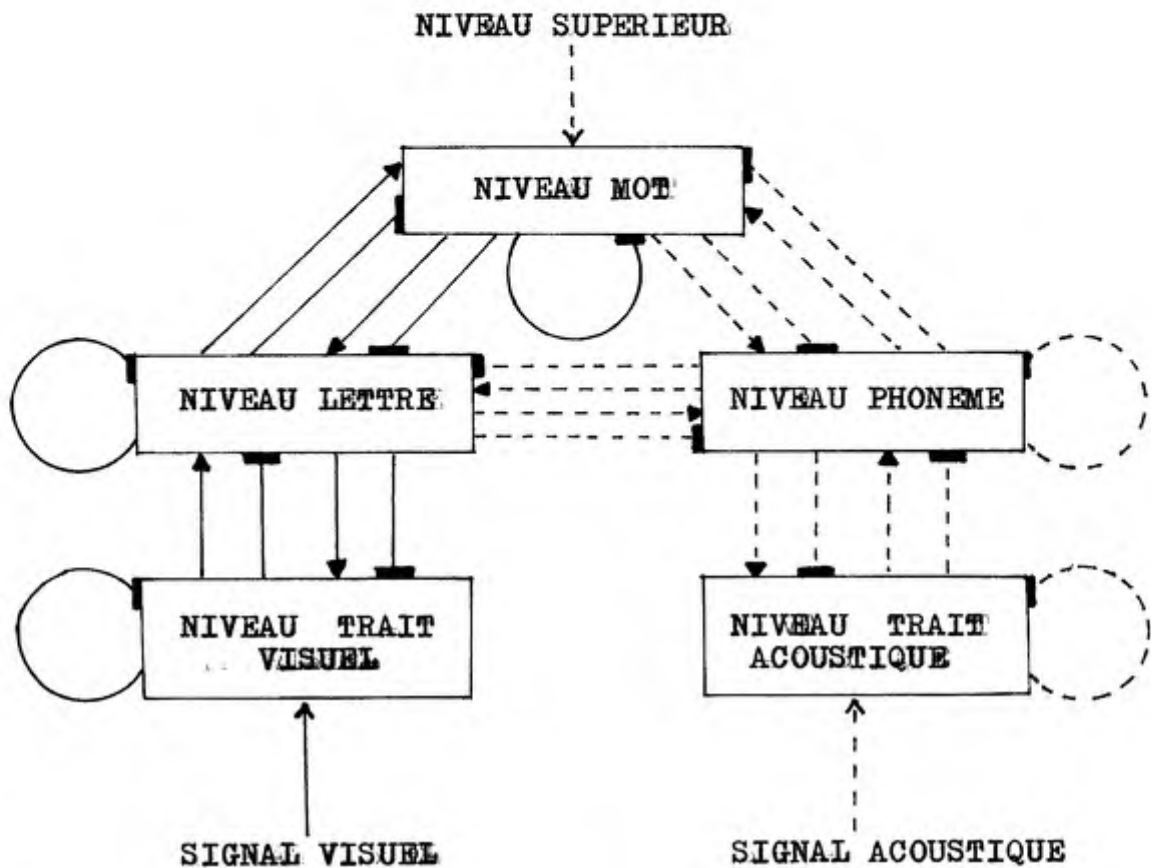 NIVEAU SUPERIEUR
NIVEAU MOT
NIVEAU LETTRE
NIVEAU PHONEME
NIVEAU TRAIT
VISUEL
NIVEAU TRAIT
ACOUSTIQUE
SIGNAL VISUEL
SIGNAL ACOUSTIQUE